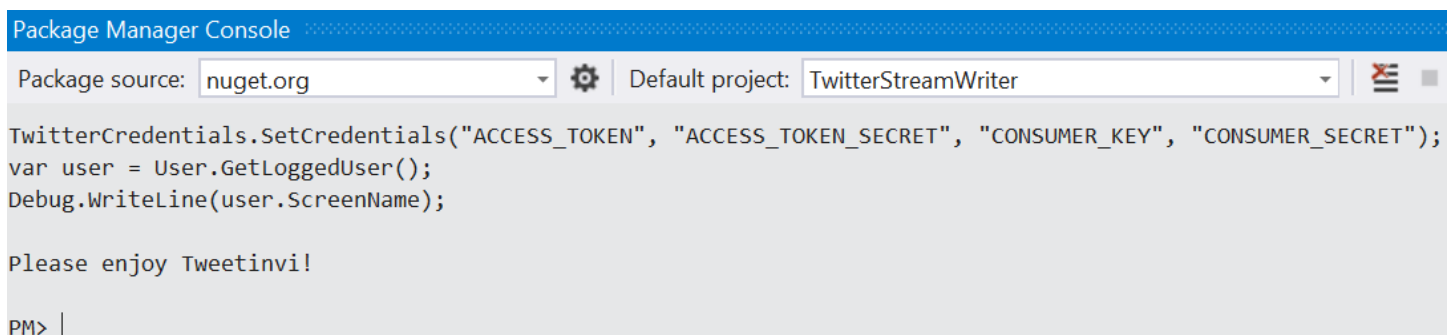 Package Manager Console
Package source: nuget.org Default project: TwitterStreamWriter
TwitterCredentials.SetCredentials("ACCESS_TOKEN", "ACCESS_TOKEN_SECRET", "CONSUMER_KEY", "CONSUMER_SECRET");
var user = User.GetLoggedUser();
Debug.WriteLine(user.ScreenName);
Please enjoy Tweetinvi!
PM>